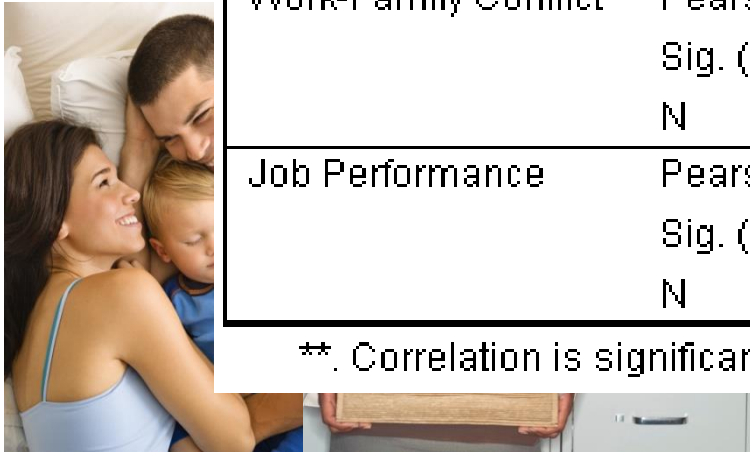 Work-Family Conflict Pears
Sig. (
N
Job Performance Pears
Sig. (
N
**. Correlation is significan